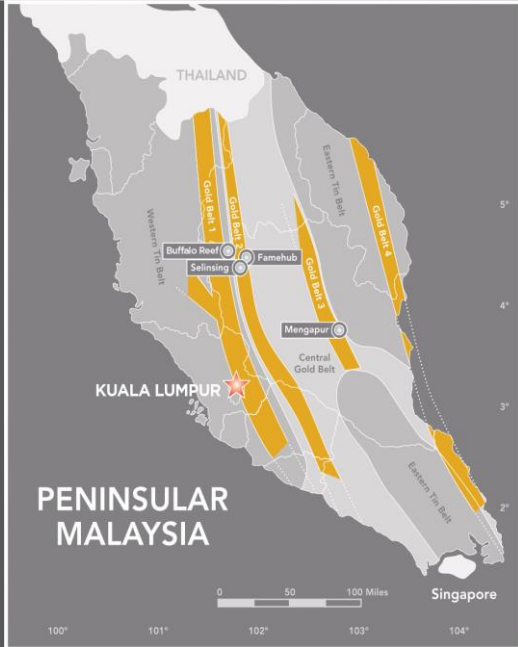 THAILAND
Eastern Tin Belt
Gold Belt 4
Gold Belt 1
Gold Belt 2
Western Tin Belt
5°
Buffalo Reef
Famehub
Selinsing
Gold Belt 3
4°
Mengapur
Central
Gold Belt
KUALA LUMPUR
3°
PENINSULAR
MALAYSIA
Eastern Tin Belt
2°
0 50 100 Miles
Singapore
100° 101° 102° 103° 104°